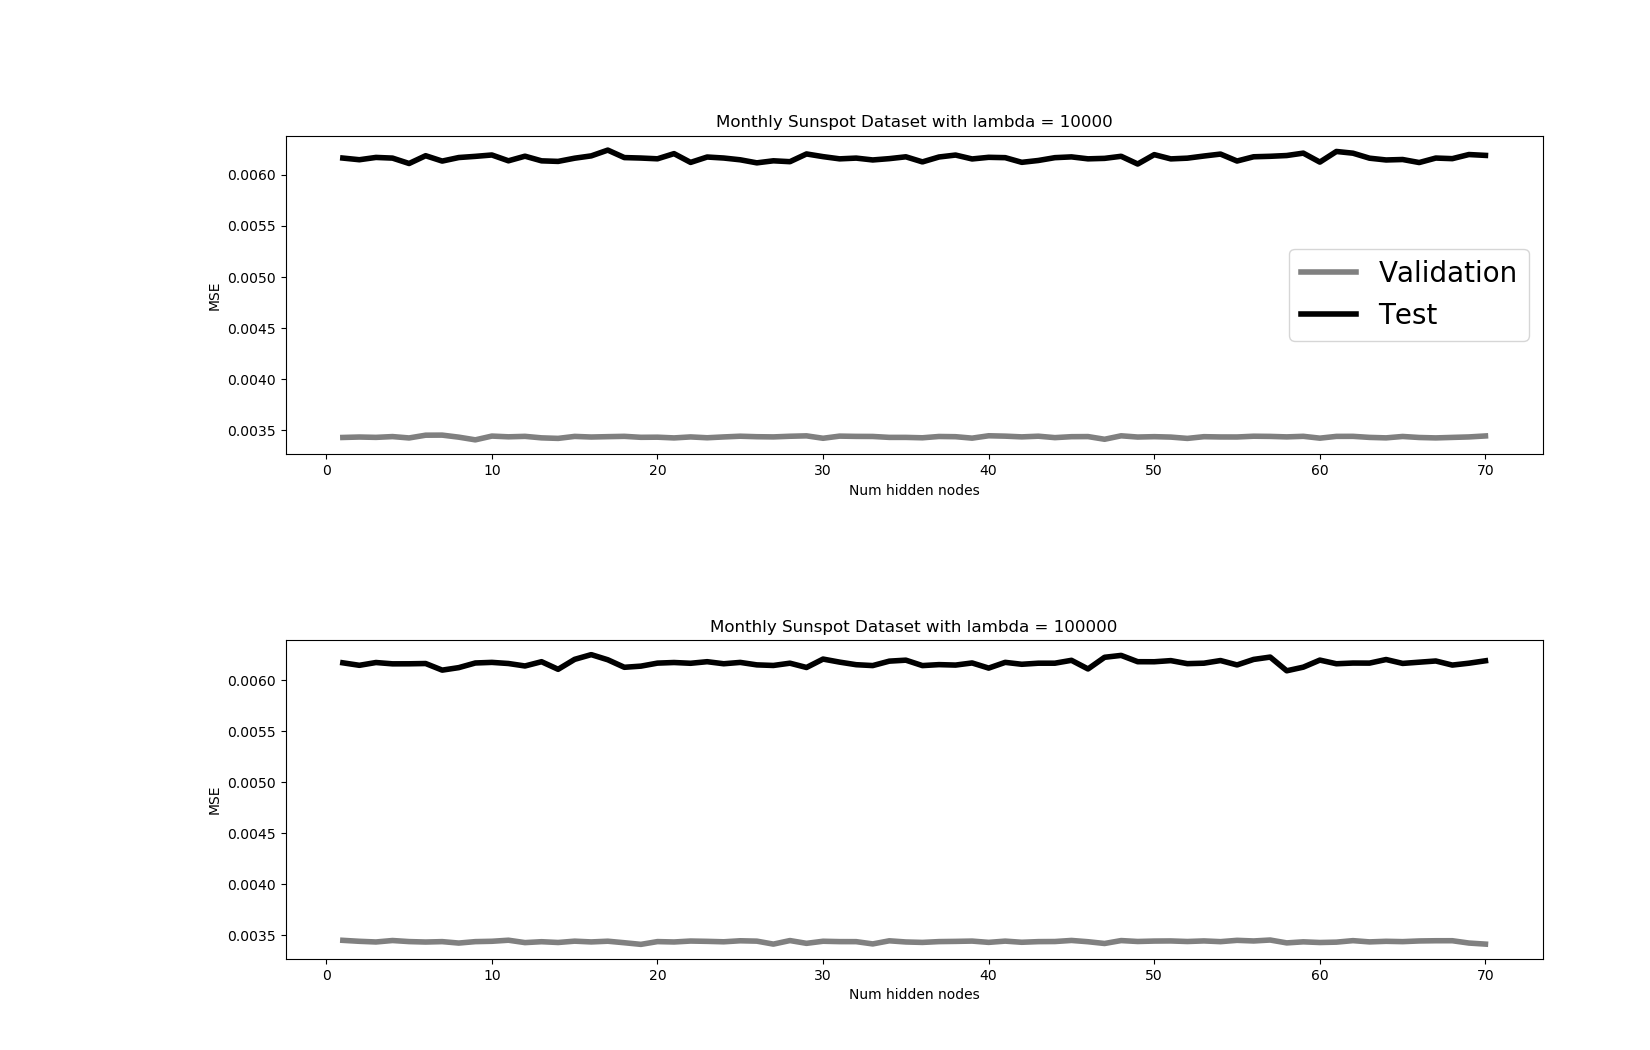 Monthly Sunspot Dataset with lambda = 10000
0.0060
0.0055
0.0050
0.0045
0.0040
0.0035
MSE
Validation
Test
0 10 20 30 40 50 60 70
Num hidden nodes
Monthly Sunspot Dataset with lambda = 100000
0.0060
0.0055
0.0050
0.0045
0.0040
0.0035
MSE
0 10 20 30 40 50 60 70
Num hidden nodes